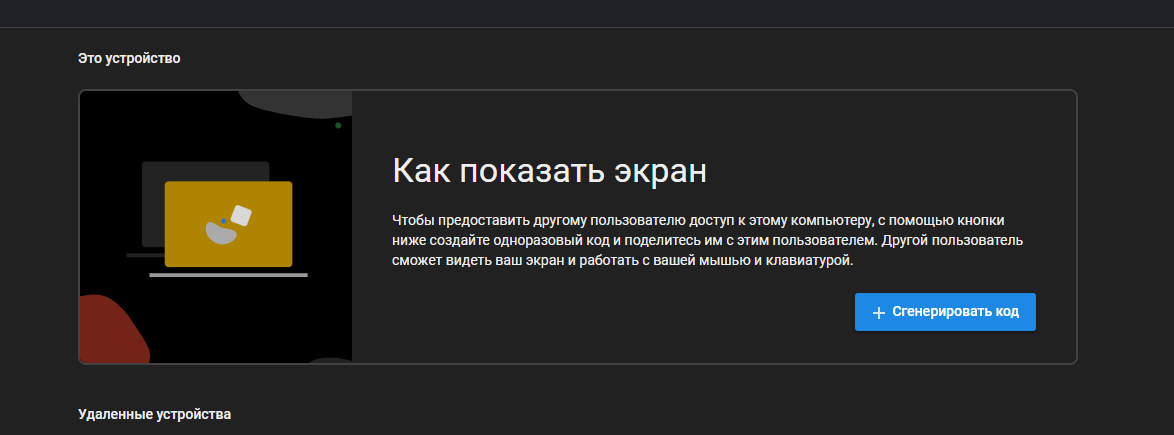 Это устройство
Как показать экран
Чтобы предоставить другому пользователю доступ к этому компьютеру, с помощью кнопки
ниже создайте одноразовый код и поделитесь им с этим пользователем. Другой пользователь
сможет видеть ваш экран и работать с вашей мышью и клавиатурой.
Сгенерировать код
Удаленные устройства